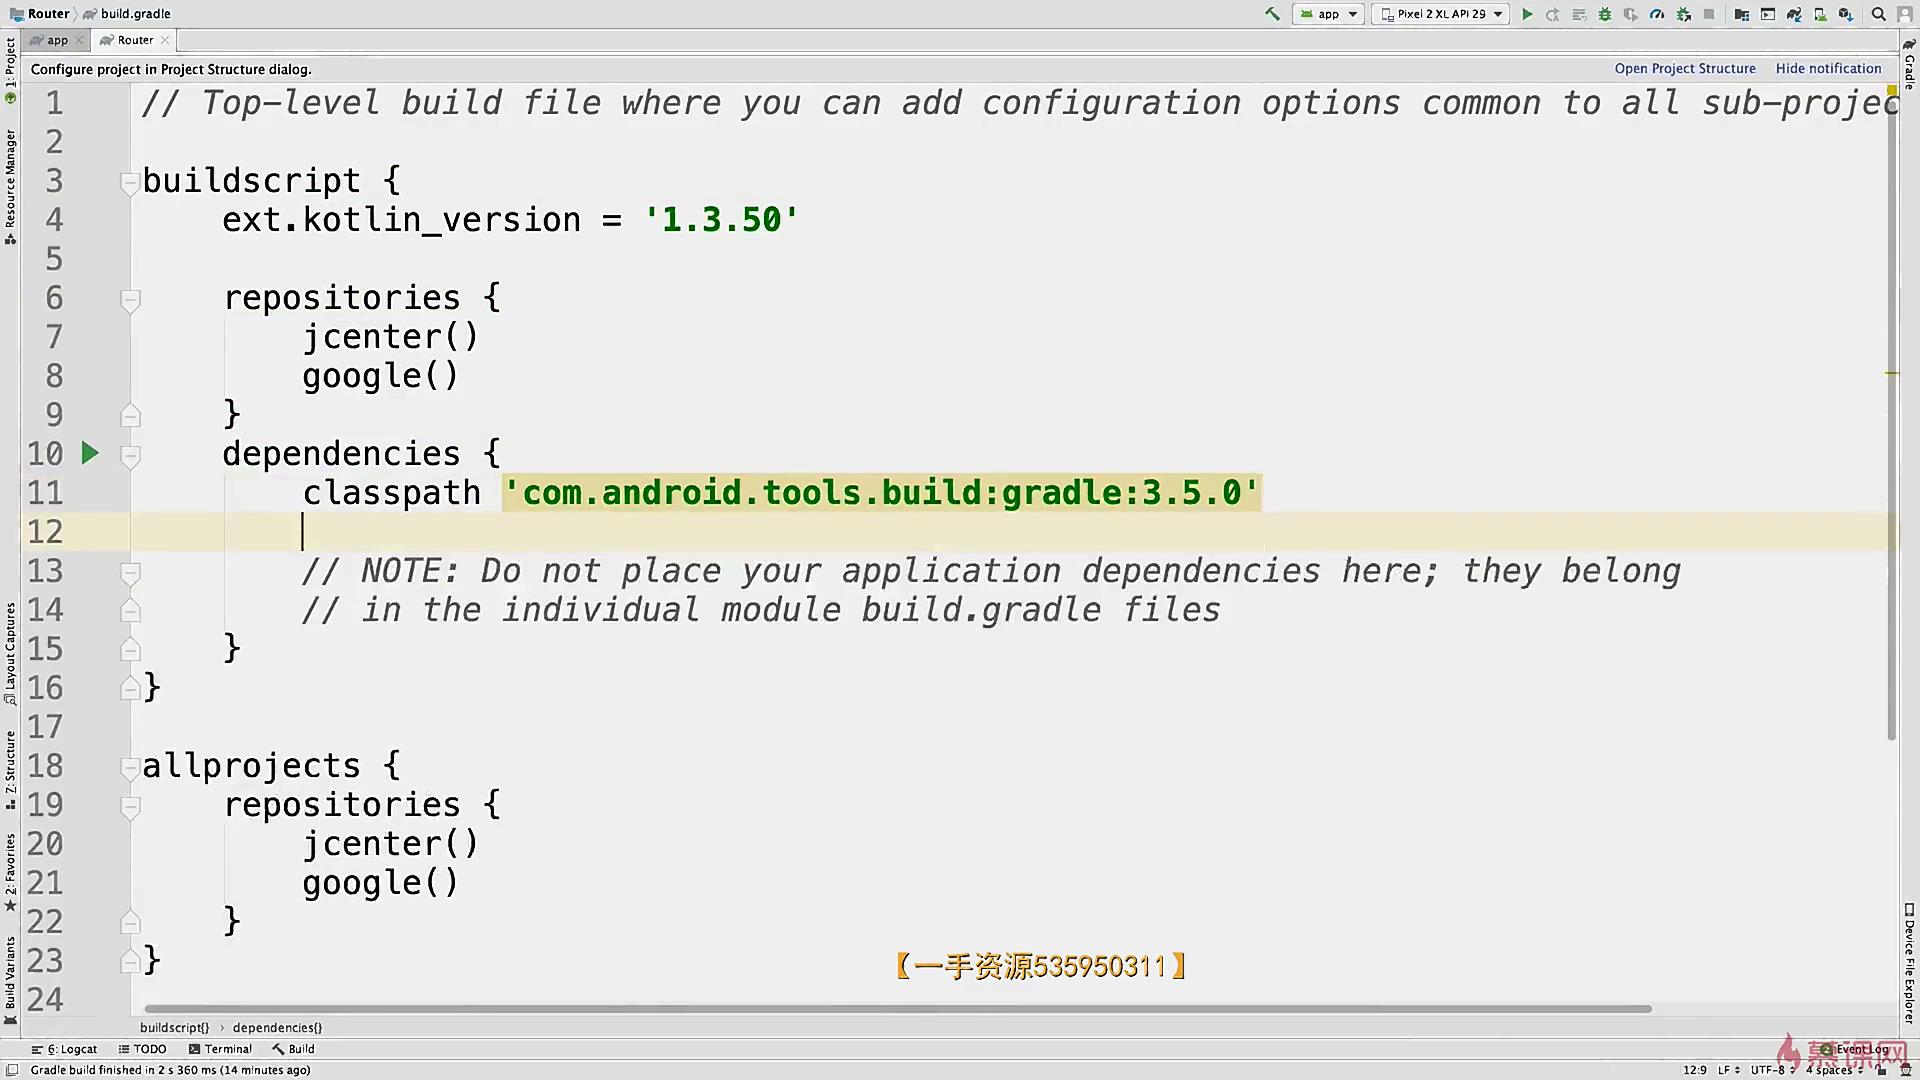 Router build.gradle
app Pixel 2 XL API 29
app Router
Configure project in Project Structure dialog. Open Project Structure Hide notification
1 // Top-level build file where you can add configuration options common to all sub-projec
2
3 buildscript {
4 ext.kotlin_version = '1.3.50'
5
6 repositories {
7 jcenter()
8 google()
9 }
10 dependencies {
11 classpath 'com.android.tools.build:gradle:3.5.0'
12
13 // NOTE: Do not place your application dependencies here; they belong
14 // in the individual module build.gradle files
15 }
16 }
17
18 allprojects {
19 repositories {
20 jcenter()
21 google()
22 }
23 }
24
【一手资源535950311】
buildscript{} › dependencies{}
6: Logcat TODO Terminal Build Event Log
Gradle build finished in 2 s 360 ms (14 minutes ago) 12:9 LF UTF-8 4 spaces
1: Project
Resource Manager
Layout Captures
7: Structure
2: Favorites
Build Variants
Gradle
Device File Explorer
慕课网